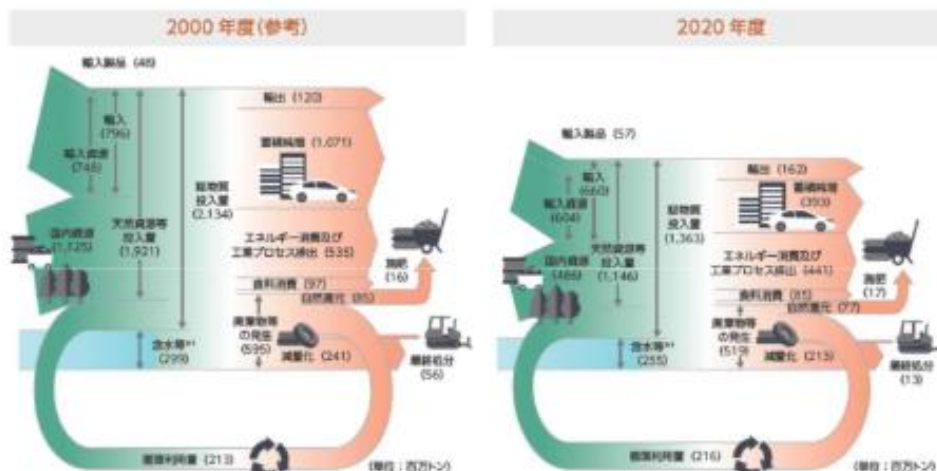 2000 年度(参考)
輸入製品 (48)
輸入
(796)
輸入資源
(748)
国内資源
(1,125)
天然資源等
投入量
(1,921)
総物質
投入量
(2,134)
輸出 (120)
蓄積純増 (1,071)
エネルギー消費及び
工業プロセス排出 (535)
食料消費 (97)
自然還元 (85)
施肥
(16)
廃棄物等
の発生
(595)
含水等*¹
(299)
減量化 (241)
最終処分
(56)
循環利用量 (213)
(単位:百万トン)
2020 年度
輸入製品 (57)
輸入
(660)
輸入資源
(604)
国内資源
(486)
天然資源等
投入量
(1,146)
総物質
投入量
(1,363)
輸出 (162)
蓄積純増
(393)
エネルギー消費及び
工業プロセス排出 (441)
食料消費 (85)
自然還元 (77)
施肥
(17)
廃棄物等
の発生
(519)
含水等*¹
(255)
減量化 (213)
最終処分
(13)
循環利用量 (216)
(単位:百万トン)